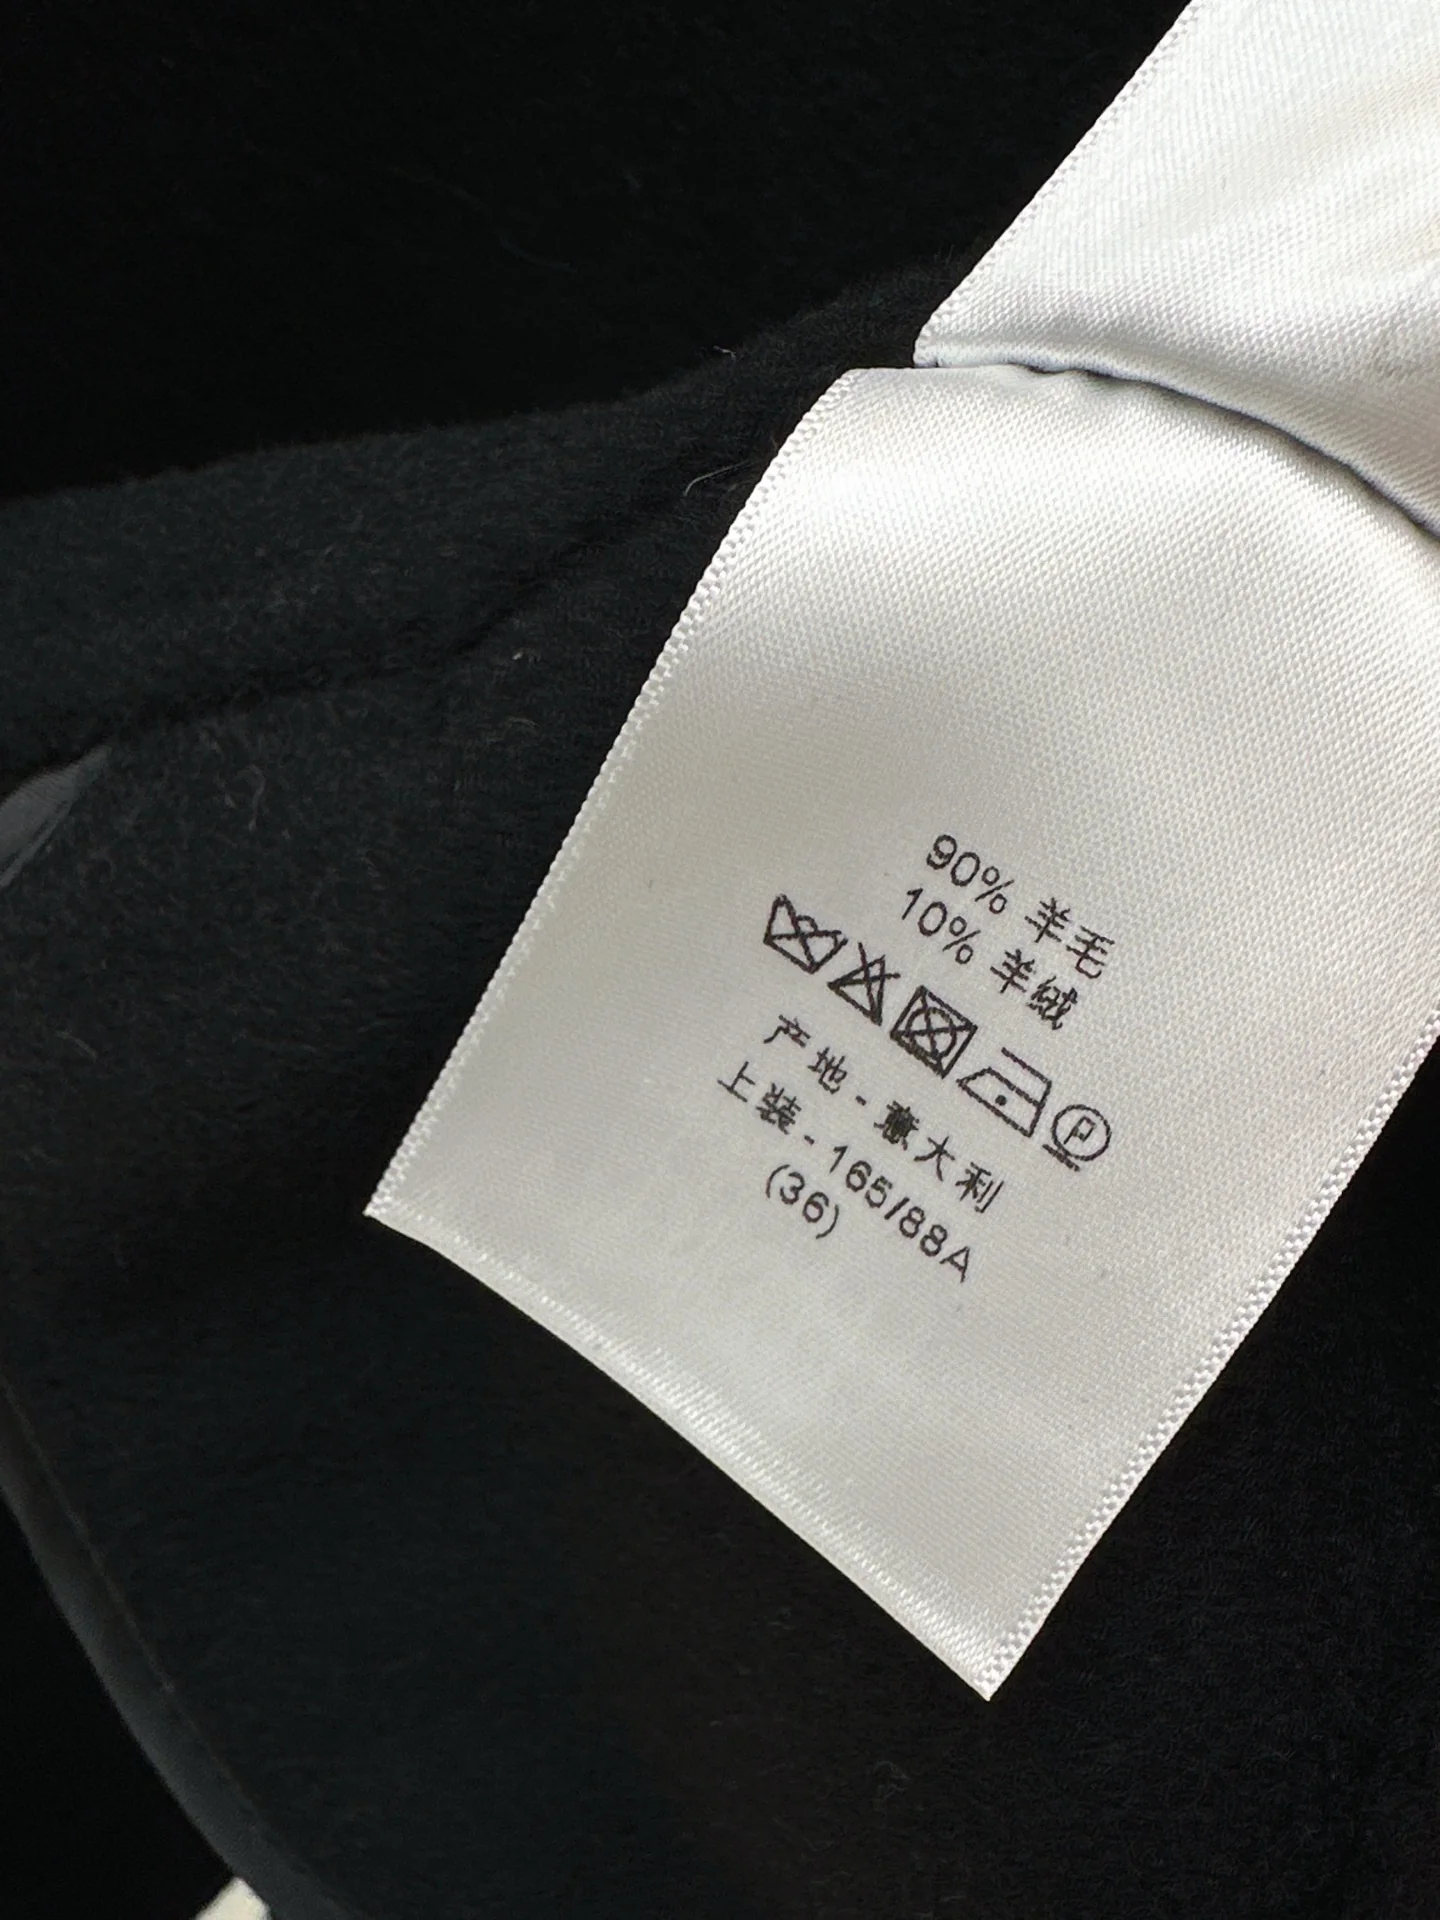 90% 羊毛
10% 羊绒
P
产地 - 意大利
上装 - 165/88A
(36)